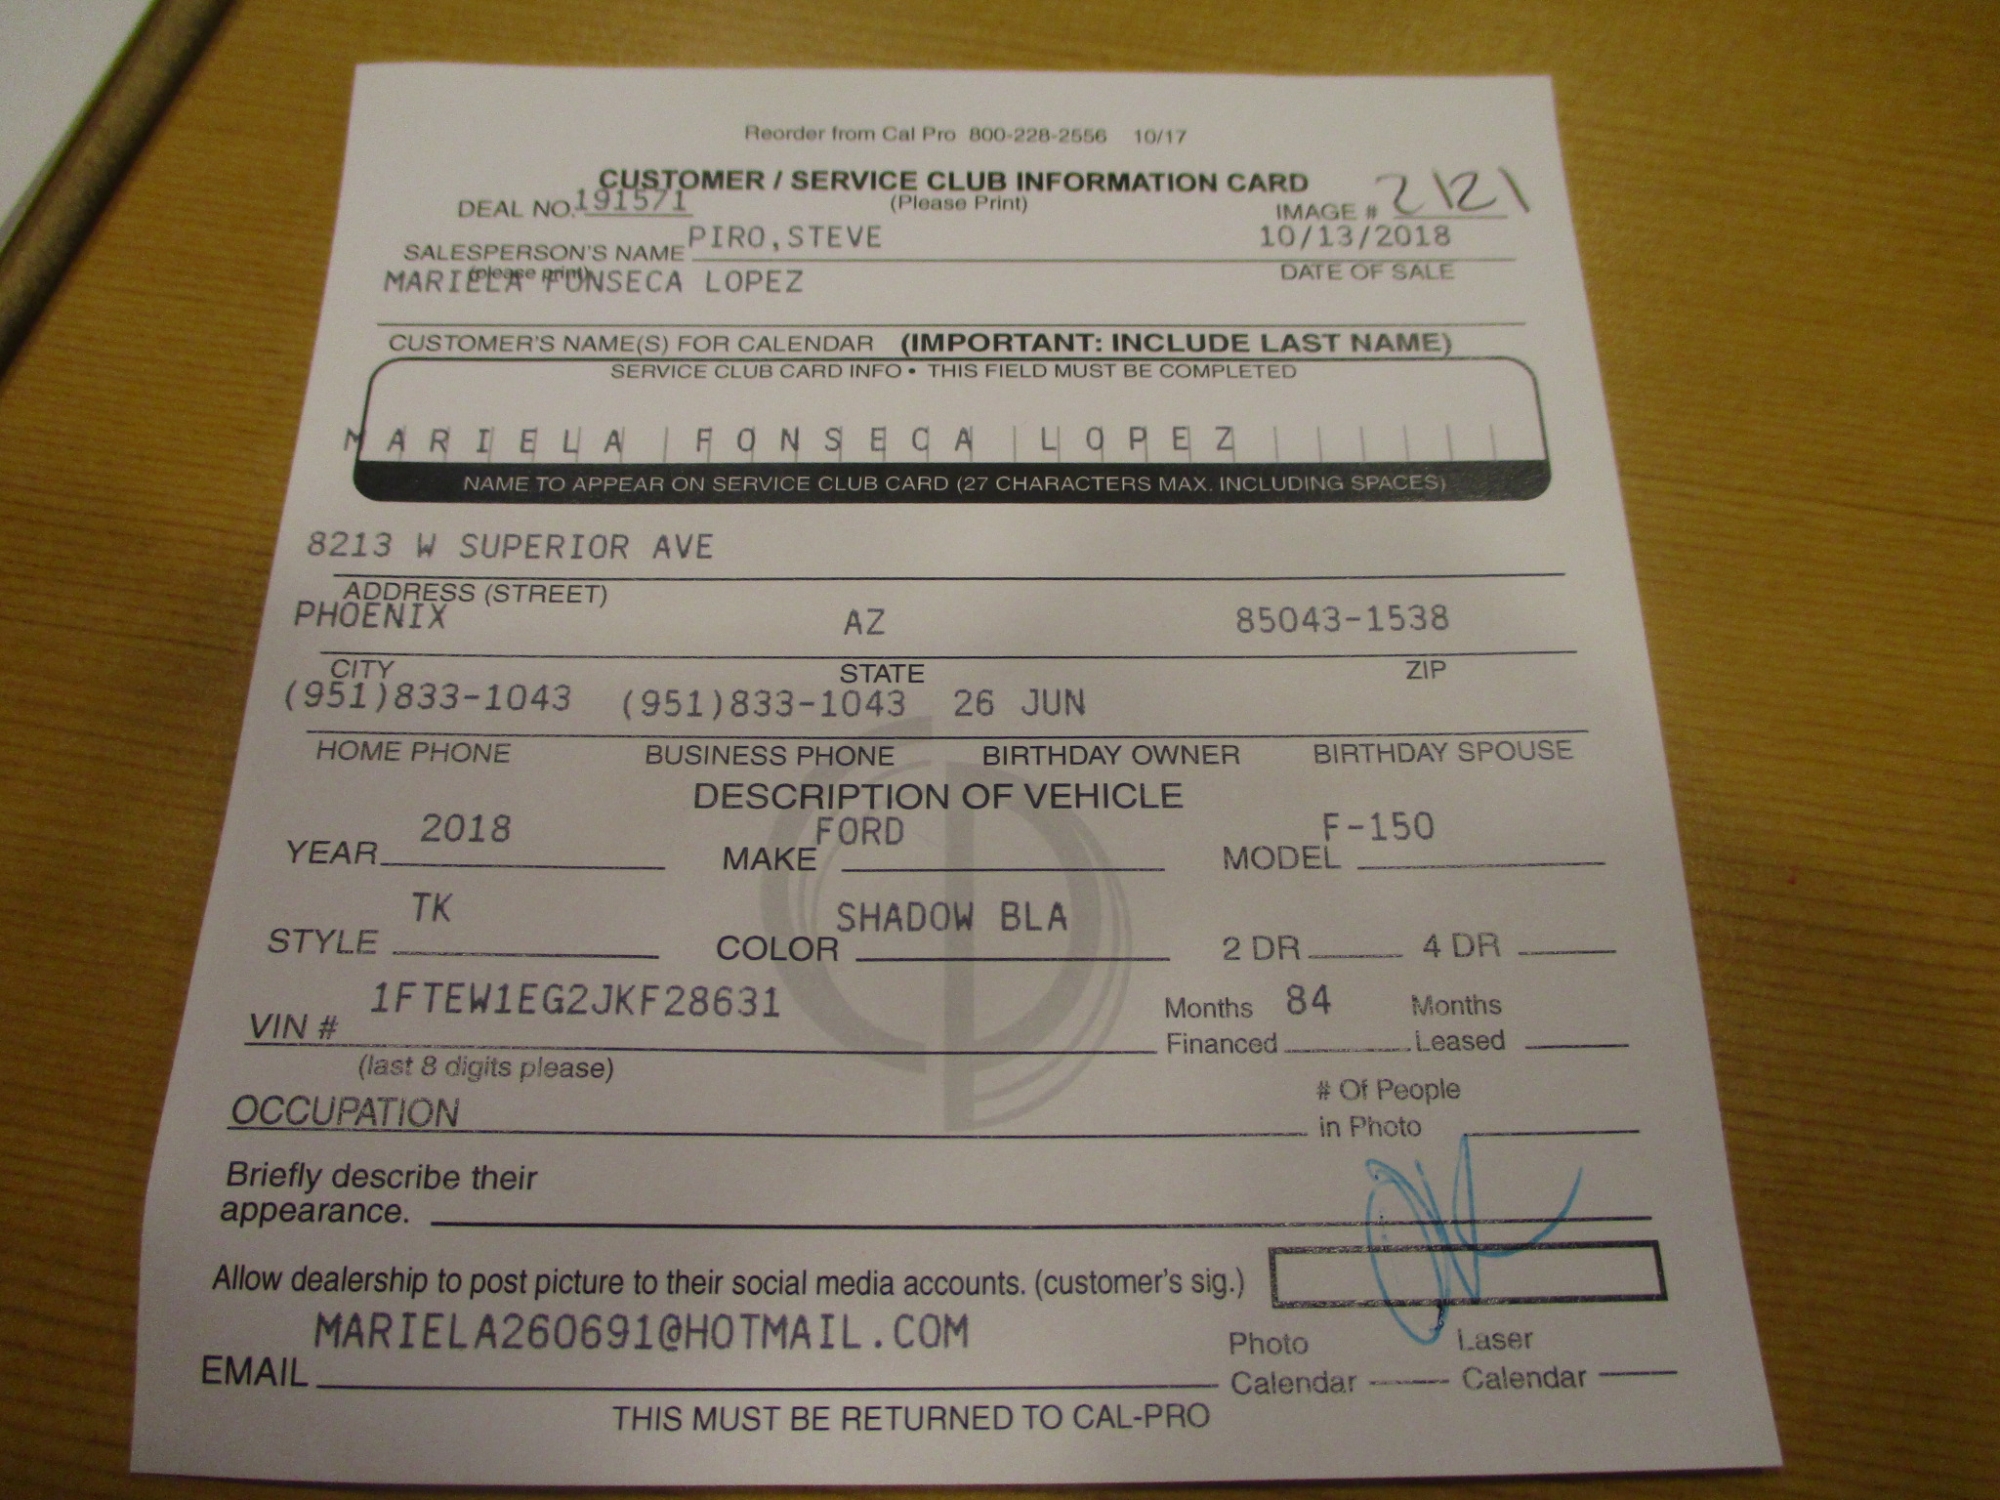 Reorder from Cal Pro 800-228-2556 10/17
CUSTOMER / SERVICE CLUB INFORMATION CARD
DEAL NO. 191571 (Please Print) IMAGE # 2121
SALESPERSON'S NAME PIRO,STEVE 10/13/2018
(please print) DATE OF SALE
MARIELA FONSECA LOPEZ
CUSTOMER'S NAME(S) FOR CALENDAR (IMPORTANT: INCLUDE LAST NAME)
SERVICE CLUB CARD INFO • THIS FIELD MUST BE COMPLETED
MARIELA FONSECA LOPEZ
NAME TO APPEAR ON SERVICE CLUB CARD (27 CHARACTERS MAX. INCLUDING SPACES)
8213 W SUPERIOR AVE
ADDRESS (STREET)
PHOENIX AZ 85043-1538
CITY STATE ZIP
(951)833-1043 (951)833-1043 26 JUN
HOME PHONE BUSINESS PHONE BIRTHDAY OWNER BIRTHDAY SPOUSE
DESCRIPTION OF VEHICLE
YEAR 2018 MAKE FORD MODEL F-150
STYLE TK COLOR SHADOW BLA 2 DR 4 DR
VIN # 1FTEW1EG2JKF28631 Months Financed 84 Months Leased
(last 8 digits please)
OCCUPATION # Of People in Photo
Briefly describe their
appearance.
Allow dealership to post picture to their social media accounts. (customer's sig.)
EMAIL MARIELA260691@HOTMAIL.COM Photo Calendar Laser Calendar
THIS MUST BE RETURNED TO CAL-PRO